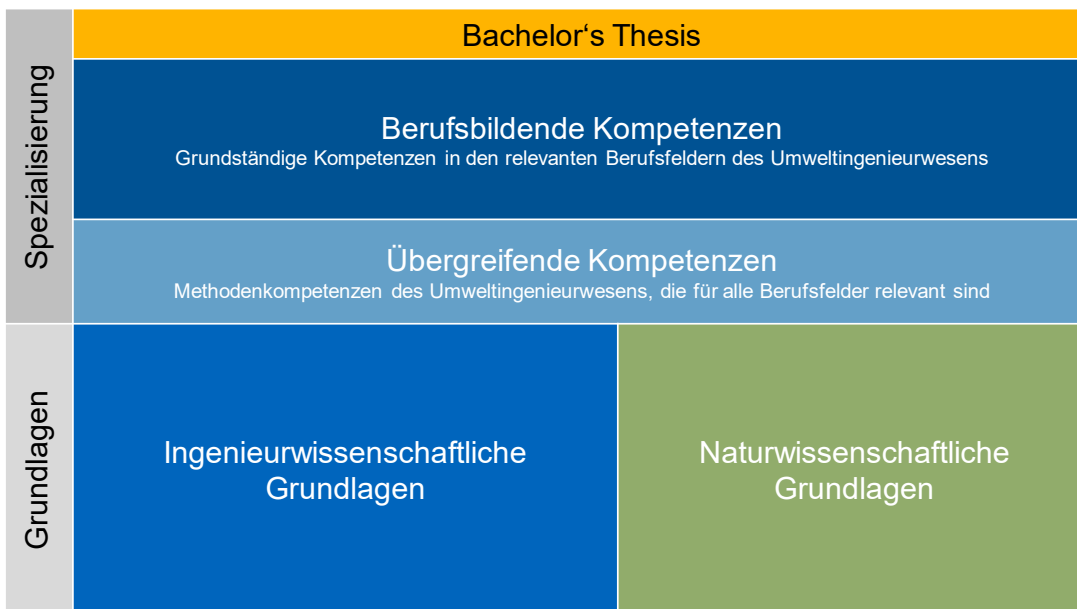 Spezialisierung
Bachelor‘s Thesis
Berufsbildende Kompetenzen
Grundständige Kompetenzen in den relevanten Berufsfeldern des Umweltingenieurwesens
Übergreifende Kompetenzen
Methodenkompetenzen des Umweltingenieurwesens, die für alle Berufsfelder relevant sind
Grundlagen
Ingenieurwissenschaftliche
Grundlagen
Naturwissenschaftliche
Grundlagen